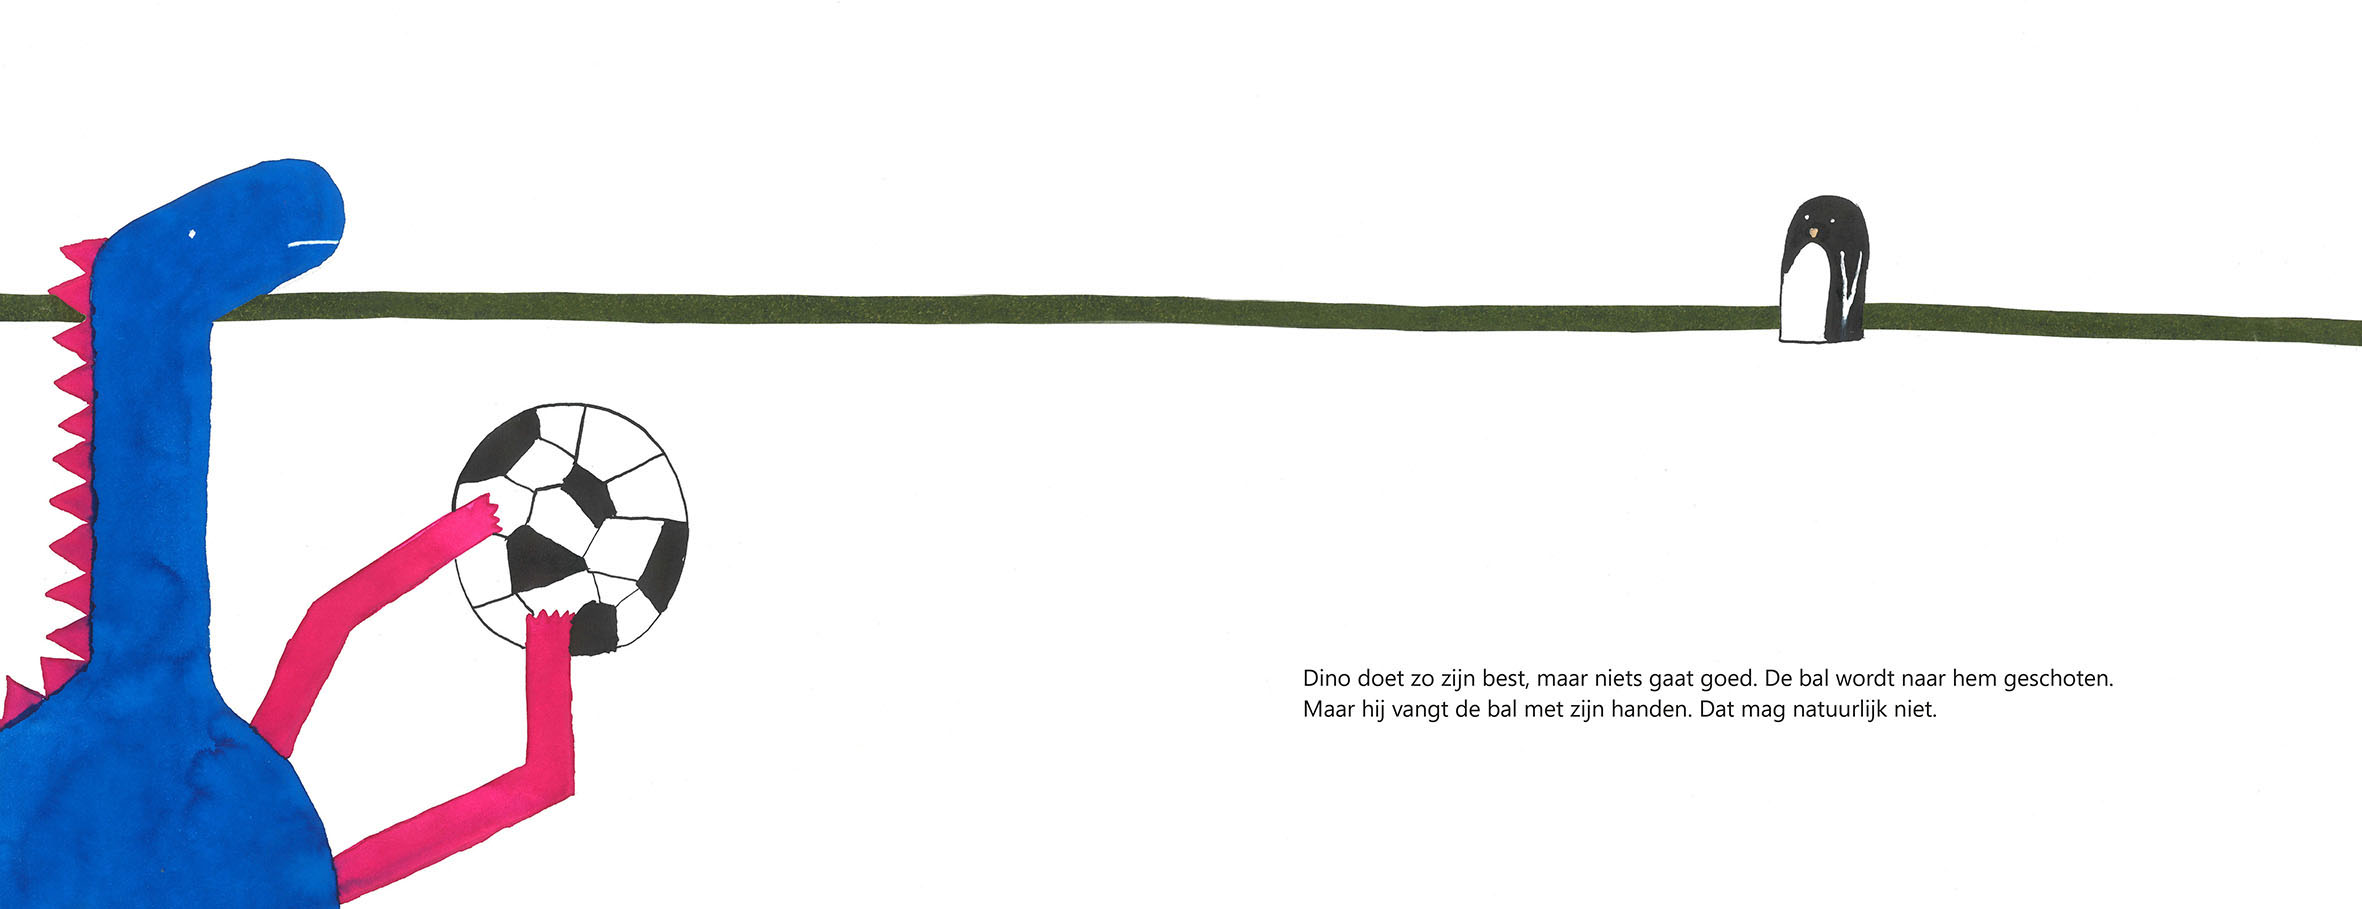 Dino doet zo zijn best, maar niets gaat goed. De bal wordt naar hem geschoten.
Maar hij vangt de bal met zijn handen. Dat mag natuurlijk niet.